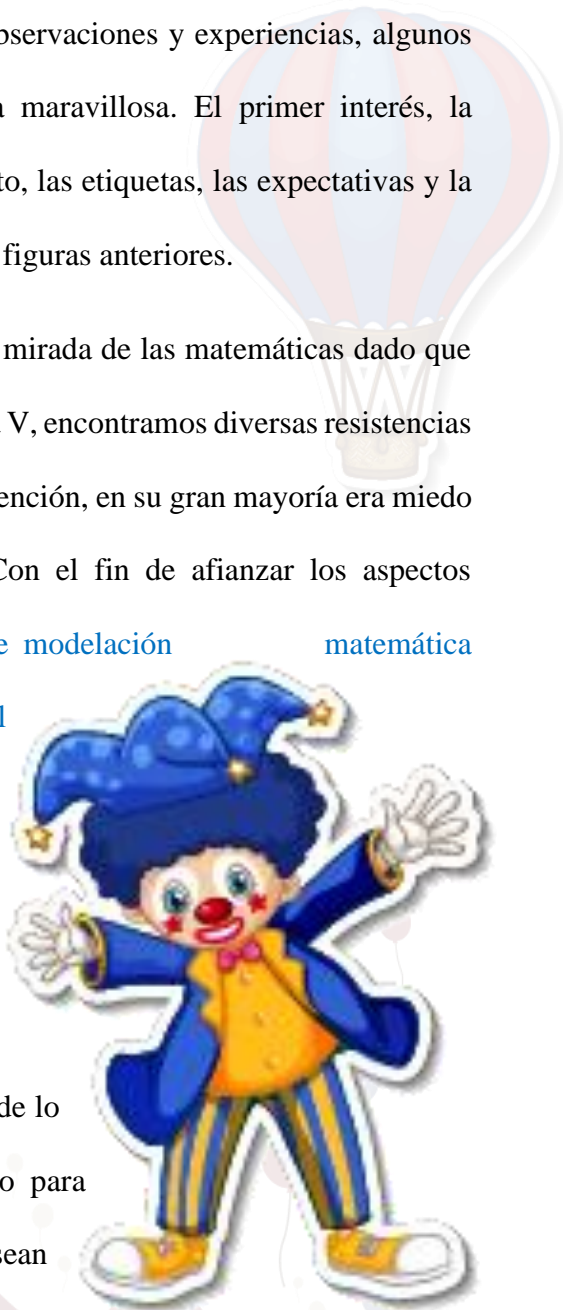 bservaciones y experiencias, algunos
a maravillosa. El primer interés, la
to, las etiquetas, las expectativas y la
figuras anteriores.
mirada de las matemáticas dado que
V, encontramos diversas resistencias
ención, en su gran mayoría era miedo
Con el fin de afianzar los aspectos
e modelación matemática
l
de lo
o para
sean